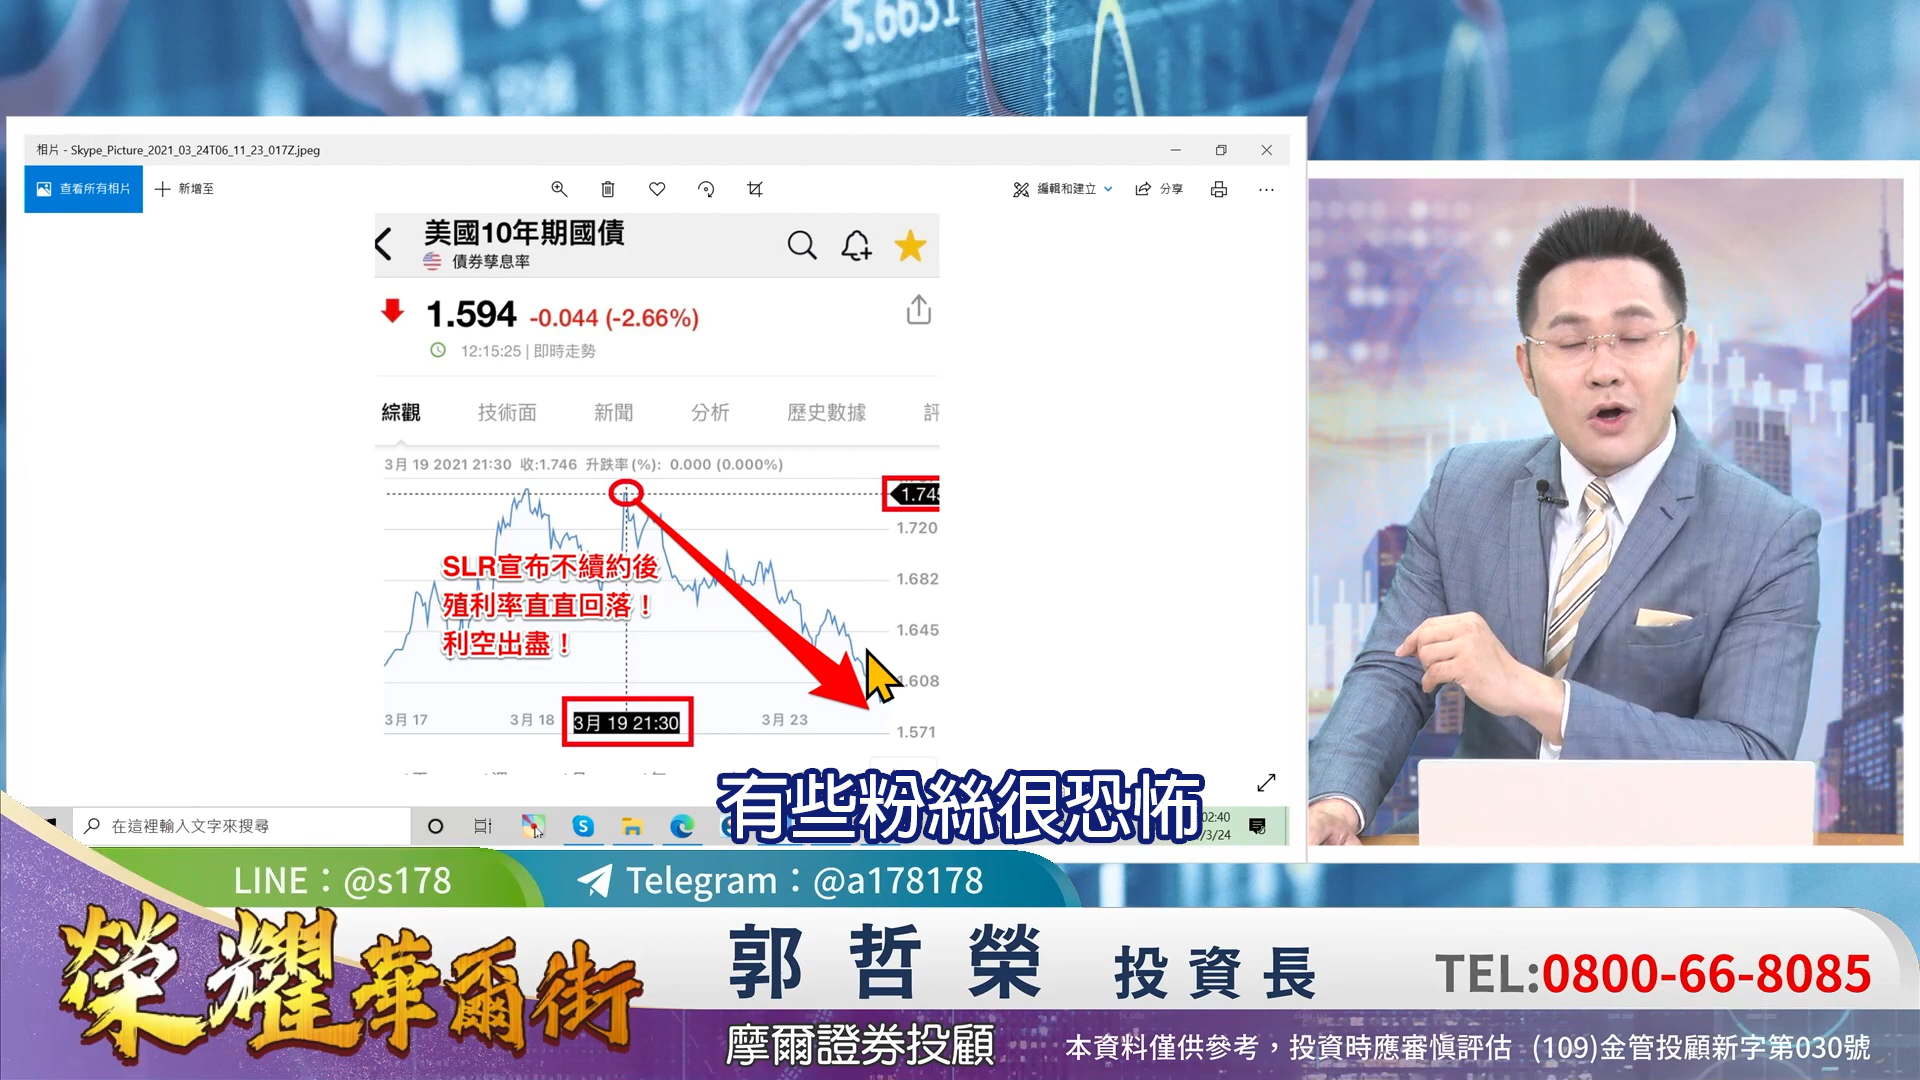 5.6631
相片 - Skype_Picture_2021_03_24T06_11_23_017Z.jpeg
查看所有相片
新增至
編輯和建立
分享
美國10年期國債
債券孳息率
1.594 -0.044 (-2.66%)
12:15:25 | 即時走勢
綜觀 技術面 新聞 分析 歷史數據 評
3月 19 2021 21:30 收:1.746 升跌率(%): 0.000 (0.000%)
1.745
1.720
SLR宣布不續約後
殖利率直直回落！
利空出盡！
1.682
1.645
1.608
1.571
3月 17 3月 18 3月 19 21:30 3月 23
在這裡輸入文字來搜尋
02:40
/3/24
有些粉絲很恐怖
LINE：@s178
Telegram：@a178178
榮耀華爾街
郭哲榮 投資長
TEL:0800-66-8085
摩爾證券投顧
本資料僅供參考，投資時應審慎評估 (109)金管投顧新字第030號